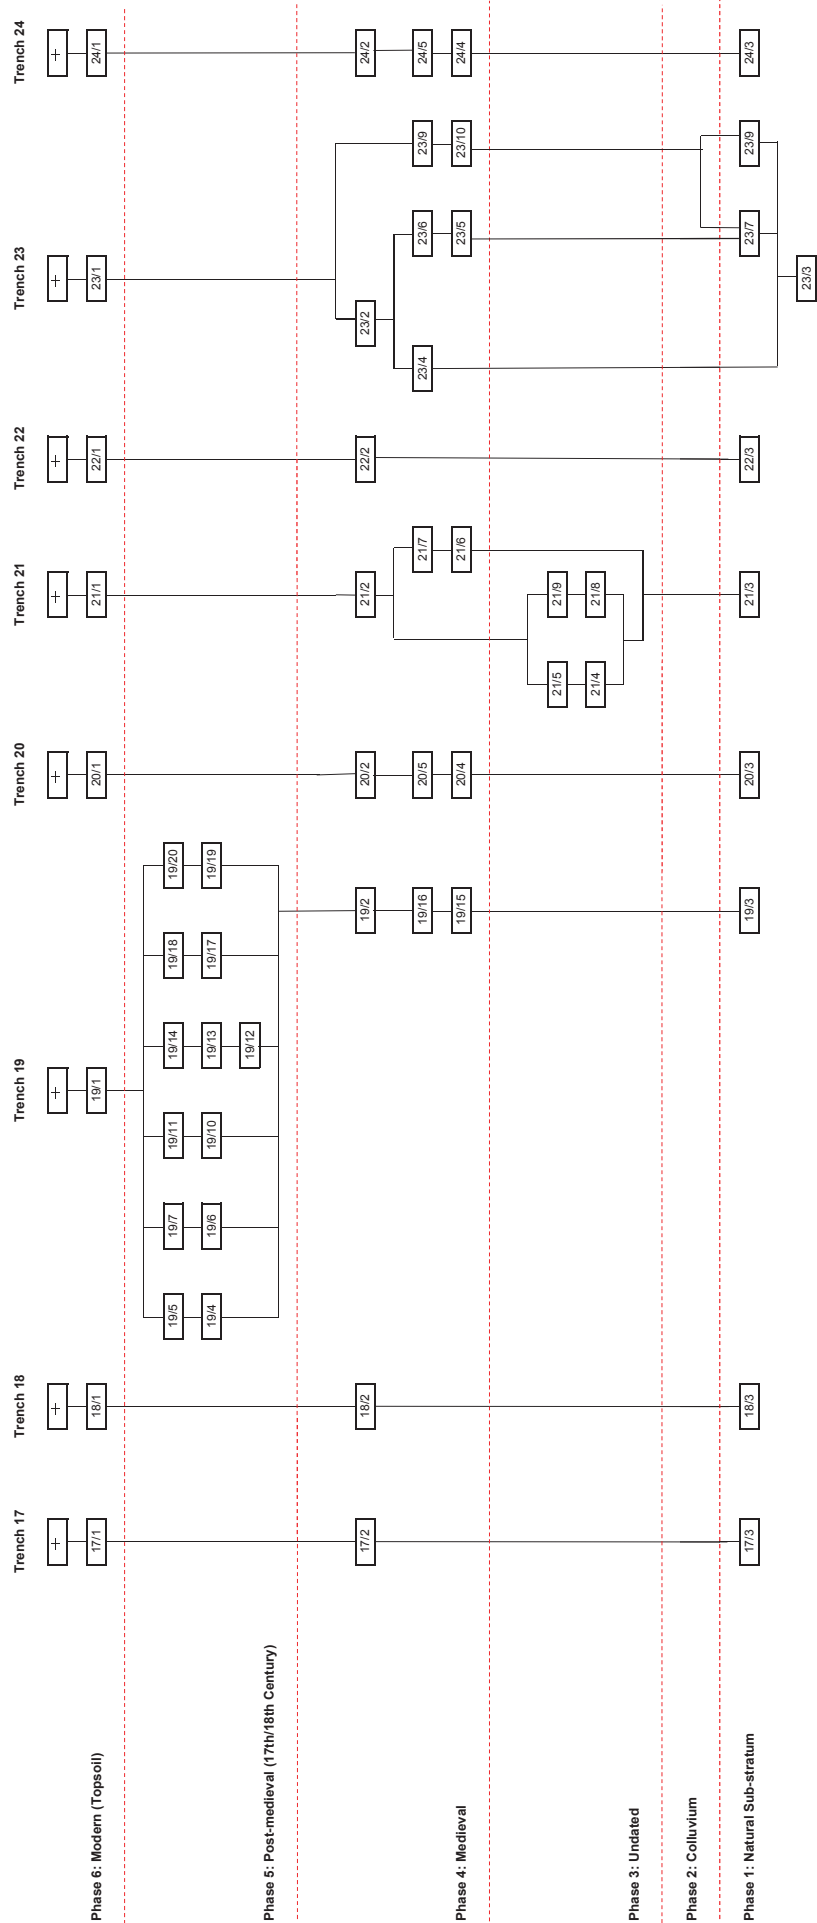 Trench 17 Trench 18 Trench 19 Trench 20 Trench 21 Trench 22 Trench 23 Trench 24
+ + + + + + + +
Phase 6: Modern (Topsoil) 17/1 18/1 19/1 20/1 21/1 22/1 23/1 24/1
19/5 19/7 19/11 19/14 19/18 19/20
19/4 19/6 19/10 19/13 19/17 19/19
19/12
Phase 5: Post-medieval (17th/18th Century)
17/2 18/2 19/2 20/2 21/2 22/2 23/2 24/2
19/16 20/5 21/7 23/4 23/6 23/9 24/5
Phase 4: Medieval 19/15 20/4 21/6 23/5 23/10 24/4
21/5 21/9
21/4 21/8
Phase 3: Undated
Phase 2: Colluvium
Phase 1: Natural Sub-stratum 17/3 18/3 19/3 20/3 21/3 22/3 23/7 23/9 24/3
23/3